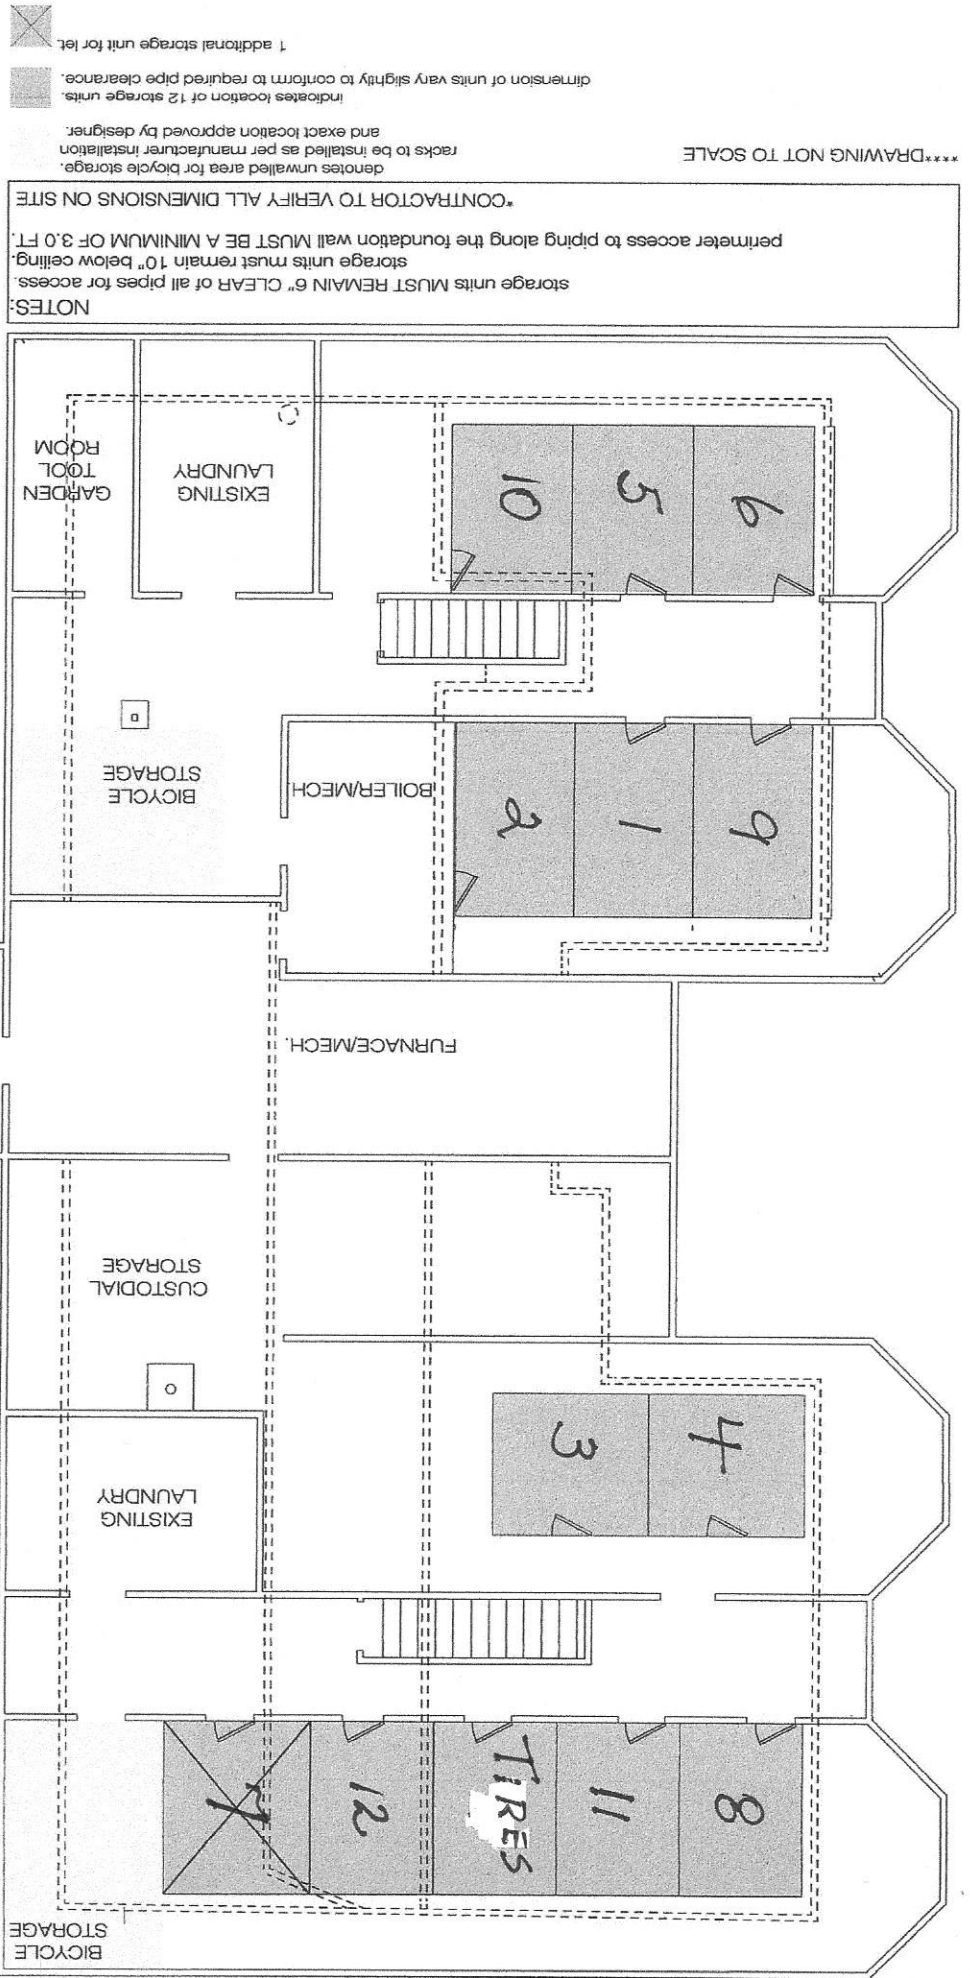 BICYCLE
STORAGE
8
11
TIRES
12
7
EXISTING
LAUNDRY
4
3
CUSTODIAL
STORAGE
FURNACE/MECH.
9
1
2
BOILER/MECH.
BICYCLE
STORAGE
6
5
10
EXISTING
LAUNDRY
GARDEN
TOOL
ROOM
NOTES:
storage units MUST REMAIN 6" CLEAR of all pipes for access.
storage units must remain 10" below ceiling.
perimeter access to piping along the foundation wall MUST BE A MINIMUM OF 3.0 FT.
*CONTRACTOR TO VERIFY ALL DIMENSIONS ON SITE
****DRAWING NOT TO SCALE
denotes unwalled area for bicycle storage.
racks to be installed as per manufacturer installation
and exact location approved by designer.
indicates location of 12 storage units.
dimension of units vary slightly to conform to required pipe clearance.
1 additonal storage unit for let.